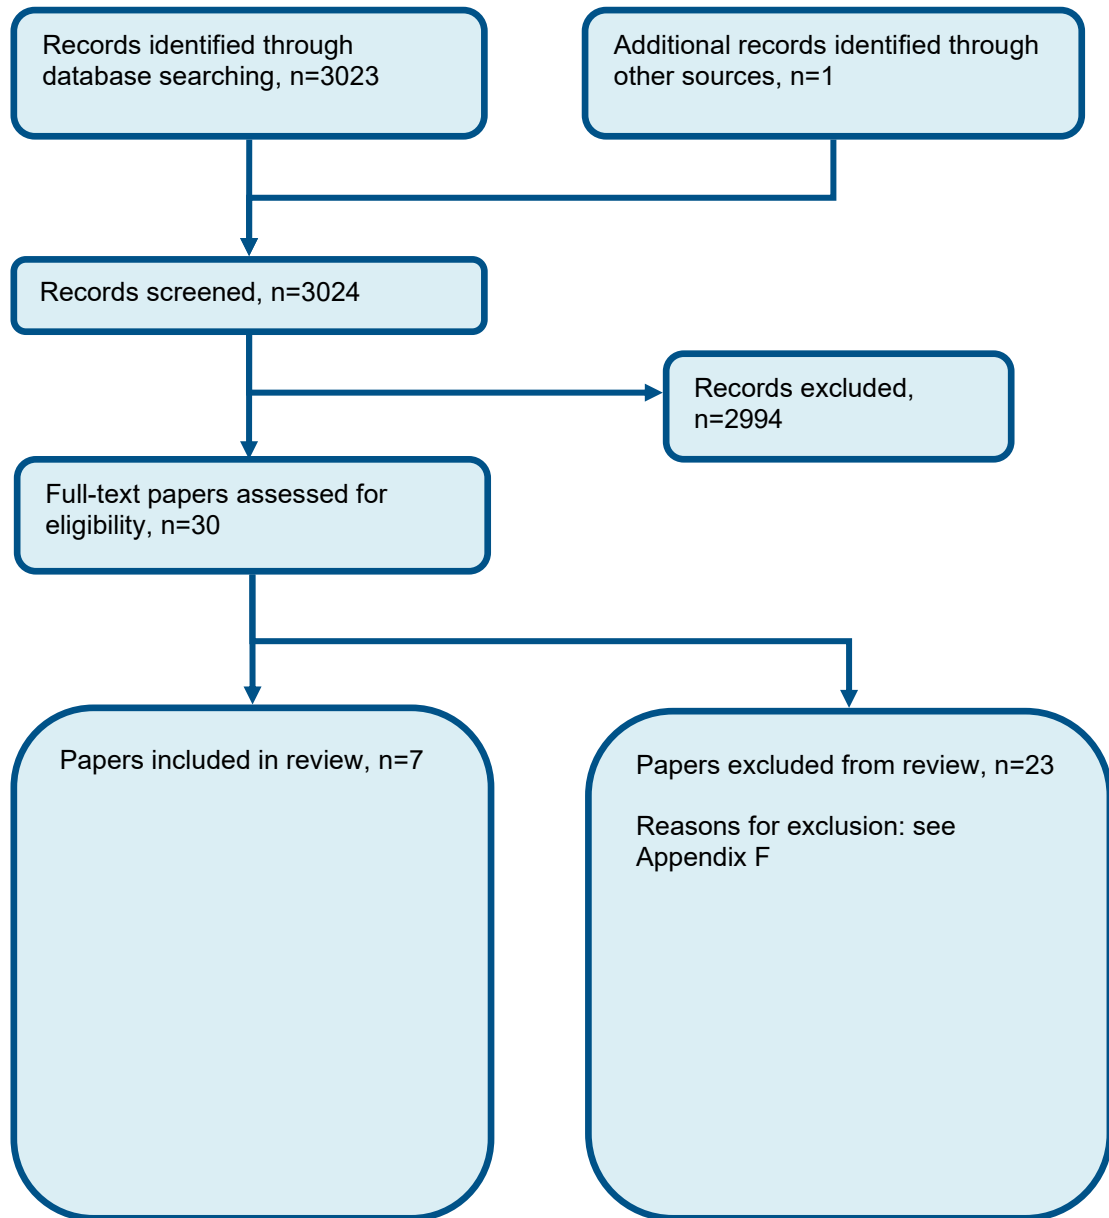 Records identified through
database searching, n=3023
Additional records identified through
other sources, n=1
Records screened, n=3024
Records excluded,
n=2994
Full-text papers assessed for
eligibility, n=30
Papers included in review, n=7
Papers excluded from review, n=23
Reasons for exclusion: see
Appendix F